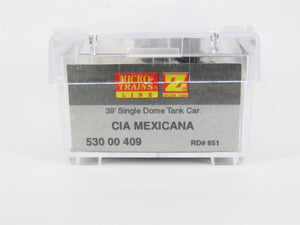 MICRO-
TRAINS
LINE
Z
39' Single Dome Tank Car
CIA MEXICANA
530 00 409
RD# 851